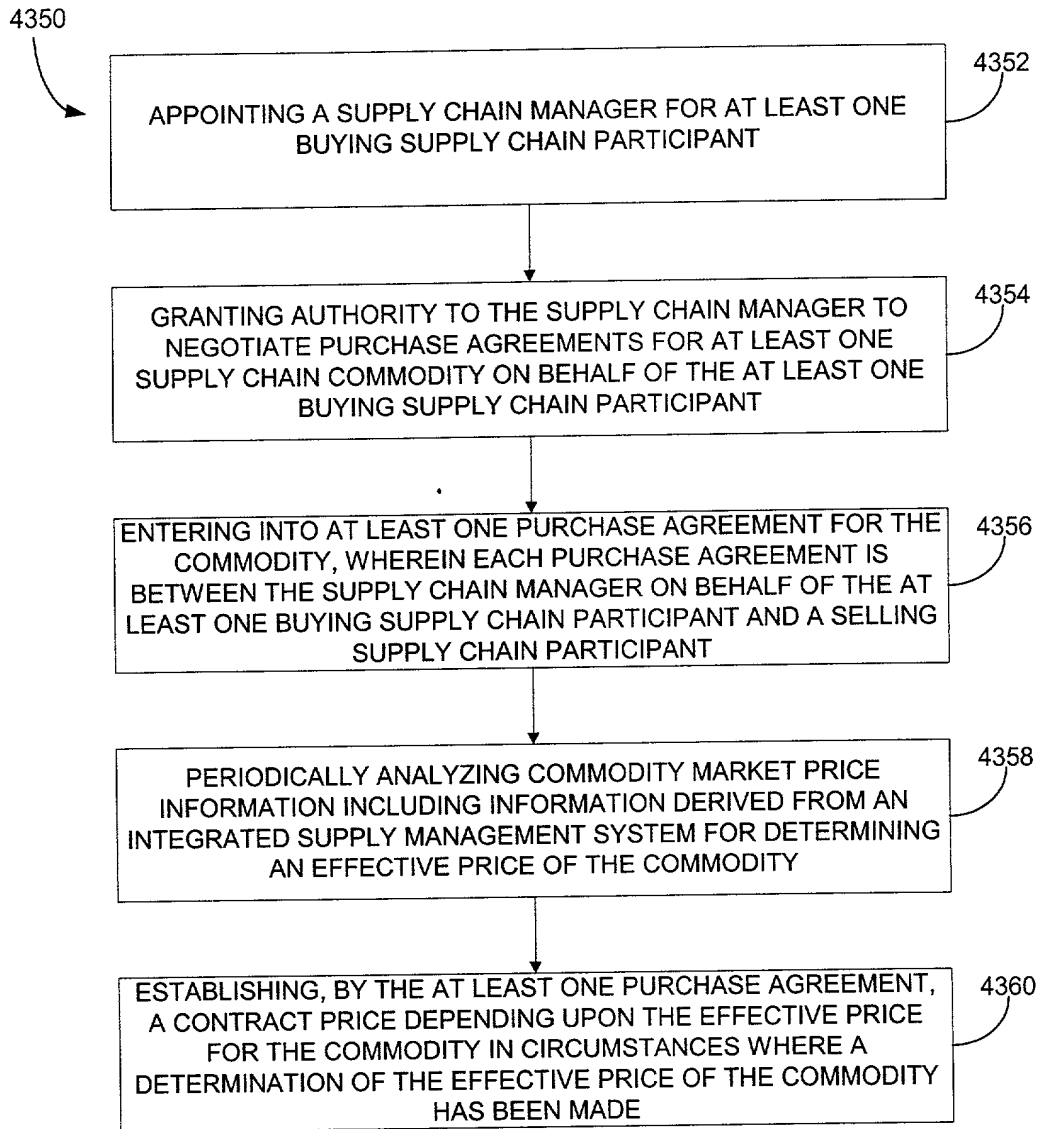 4350
4352
APPOINTING A SUPPLY CHAIN MANAGER FOR AT LEAST ONE
BUYING SUPPLY CHAIN PARTICIPANT
4354
GRANTING AUTHORITY TO THE SUPPLY CHAIN MANAGER TO
NEGOTIATE PURCHASE AGREEMENTS FOR AT LEAST ONE
SUPPLY CHAIN COMMODITY ON BEHALF OF THE AT LEAST ONE
BUYING SUPPLY CHAIN PARTICIPANT
4356
ENTERING INTO AT LEAST ONE PURCHASE AGREEMENT FOR THE
COMMODITY, WHEREIN EACH PURCHASE AGREEMENT IS
BETWEEN THE SUPPLY CHAIN MANAGER ON BEHALF OF THE AT
LEAST ONE BUYING SUPPLY CHAIN PARTICIPANT AND A SELLING
SUPPLY CHAIN PARTICIPANT
4358
PERIODICALLY ANALYZING COMMODITY MARKET PRICE
INFORMATION INCLUDING INFORMATION DERIVED FROM AN
INTEGRATED SUPPLY MANAGEMENT SYSTEM FOR DETERMINING
AN EFFECTIVE PRICE OF THE COMMODITY
4360
ESTABLISHING, BY THE AT LEAST ONE PURCHASE AGREEMENT,
A CONTRACT PRICE DEPENDING UPON THE EFFECTIVE PRICE
FOR THE COMMODITY IN CIRCUMSTANCES WHERE A
DETERMINATION OF THE EFFECTIVE PRICE OF THE COMMODITY
HAS BEEN MADE